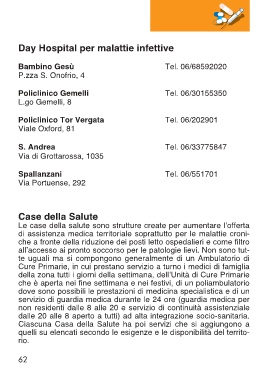 Day Hospital per malattie infettive
Bambino Gesù Tel. 06/68592020
P.zza S. Onofrio, 4
Policlinico Gemelli Tel. 06/30155350
L.go Gemelli, 8
Policlinico Tor Vergata Tel. 06/202901
Viale Oxford, 81
S. Andrea Tel. 06/33775847
Via di Grottarossa, 1035
Spallanzani Tel. 06/551701
Via Portuense, 292
Case della Salute
Le case della salute sono strutture create per aumentare l'offerta
di assistenza medica territoriale soprattutto per le malattie croni-
che a fronte della riduzione dei posti letto ospedalieri e come filtro
all'accesso ai pronto soccorso per le patologie lievi. Non sono tut-
te uguali ma si compongono generalmente di un Ambulatorio di
Cure Primarie, in cui prestano servizio a turno i medici di famiglia
della zona tutti i giorni della settimana, dell'Unità di Cure Primarie
che è aperta nei fine settimana e nei festivi, di un poliambulatorio
dove sono possibili le prestazioni di medicina specialistica e di un
servizio di guardia medica durante le 24 ore (guardia medica per
non residenti dalle 8 alle 20 e servizio di continuità assistenziale
dalle 20 alle 8 aperto a tutti) ad alta integrazione socio-sanitaria.
Ciascuna Casa della Salute ha poi servizi che si aggiungono a
quelli su elencati secondo le esigenze e le disponibilità del territo-
rio.
62